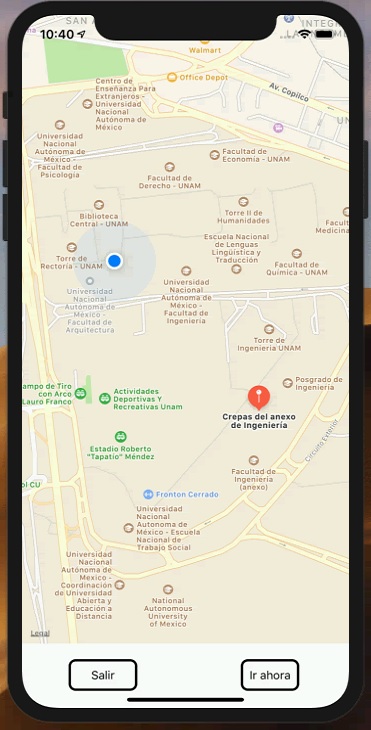 SAN A
INTEG
LA
10:40
Walmart
Office Depot
Av. Copilco
Centro de
Enseñanza Para
Extranjeros -
Universidad
Nacional
Autónoma de
México
UN
Universidad
Nacional
Autónoma de
México -
Facultad de
Psicología
Facultad de
Economía - UNAM
Facultad de
Derecho - UNAM
Biblioteca
Central - UNAM
Torre II de
Humanidades
Facultad
Medicina
Torre de
Rectoría - UNAM
Escuela Nacional
de Lenguas
Lingüística y
Traducción
Facultad de
Química - UNAM
Universidad
Nacional
Autónoma de
México -
Facultad de
Arquitectura
Universidad
Nacional
Autónoma de
México -
Facultad de
Ingeniería
Torre de
Ingeniería UNAM
Posgrado de
Ingeniería
ampo de Tiro
con Arco
Lauro Franco
Actividades
Deportivas Y
Recreativas Unam
Crepas del anexo
de Ingeniería
Circuito Exterior
Estadio Roberto
"Tapatío" Méndez
Facultad de
Ingeniería
(anexo)
ol CU
Fronton Cerrado
Universidad
Nacional
Autónoma de
México - Escuela
Nacional de
Trabajo Social
Universidad
Nacional
Autónoma de
México -
Coordinación
de Universidad
Abierta y
Educación a
Distancia
National
Autonomous
University
of Mexico
Legal
Salir
Ir ahora